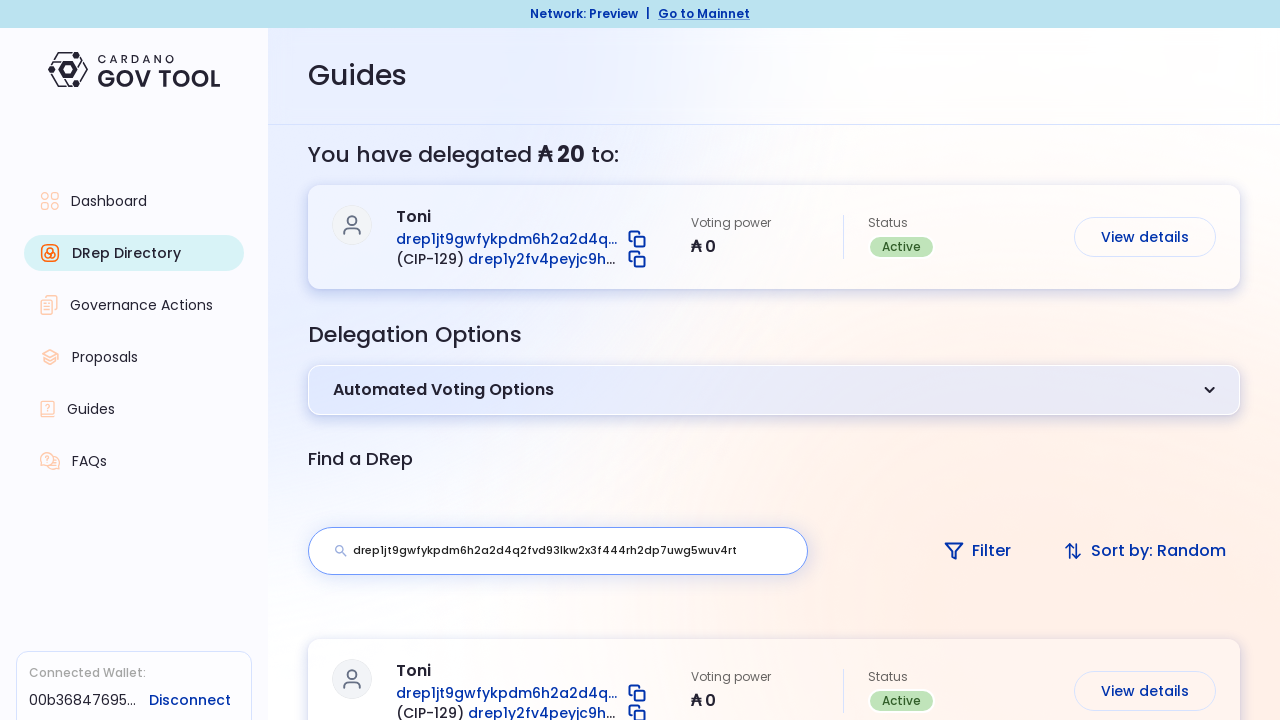 Network: Preview | Go to Mainnet
CARDANO
GOV TOOL
Guides
Dashboard
DRep Directory
Governance Actions
Proposals
Guides
FAQs
Connected Wallet:
00b36847695... Disconnect
You have delegated ₳ 20 to:
Toni
drep1jt9gwfykpdm6h2a2d4q...
(CIP-129) drep1y2fv4peyjc9h...
Voting power
₳ 0
Status
Active
View details
Delegation Options
Automated Voting Options
Find a DRep
drep1jt9gwfykpdm6h2a2d4q2fvd93lkw2x3f444rh2dp7uwg5wuv4rt
Filter
Sort by: Random
Toni
drep1jt9gwfykpdm6h2a2d4q...
(CIP-129) drep1y2fv4peyjc9h...
Voting power
₳ 0
Status
Active
View details